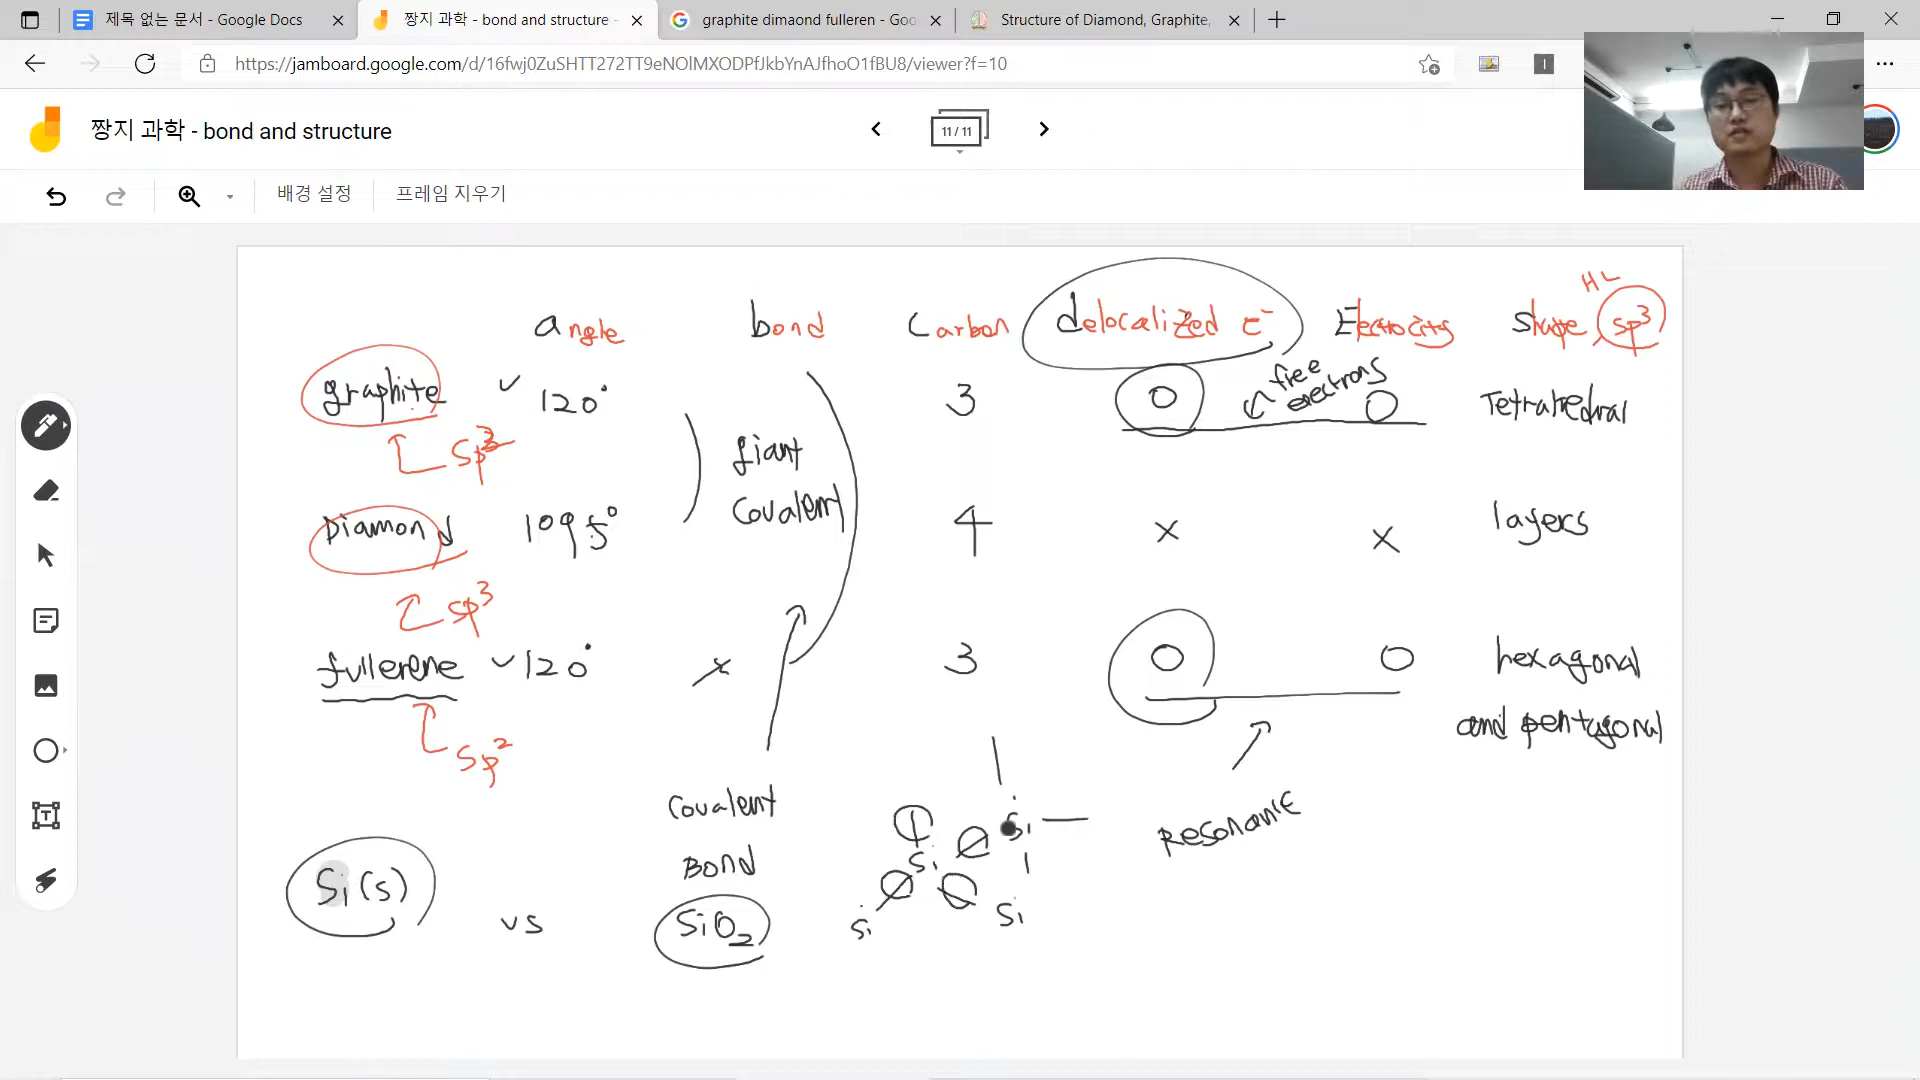 제목 없는 문서 - Google Docs
짱지 과학 - bond and structure -
graphite dimaond fulleren - Goo
Structure of Diamond, Graphite,
https://jamboard.google.com/d/16fwj0ZuSHTT272TT9eNOlMXODPfJkbYnAJfhoO1fBU8/viewer?f=10
짱지 과학 - bond and structure
11 / 11
배경 설정
프레임 지우기
HL
angle bond Carbon delocalized e⁻ Electrocity Shape sp³
graphite ✓ 120° 3 O free electrons O Tetrahedral
sp³
giant
covalent
Diamond 109.5° 4 × × layers
sp³
fullerene ✓ 120° × 3 O O hexagonal
and pentygonal
sp²
Covalent
Bond
Resonance
Si
Si
Si(s) vs SiO₂
Si
Si